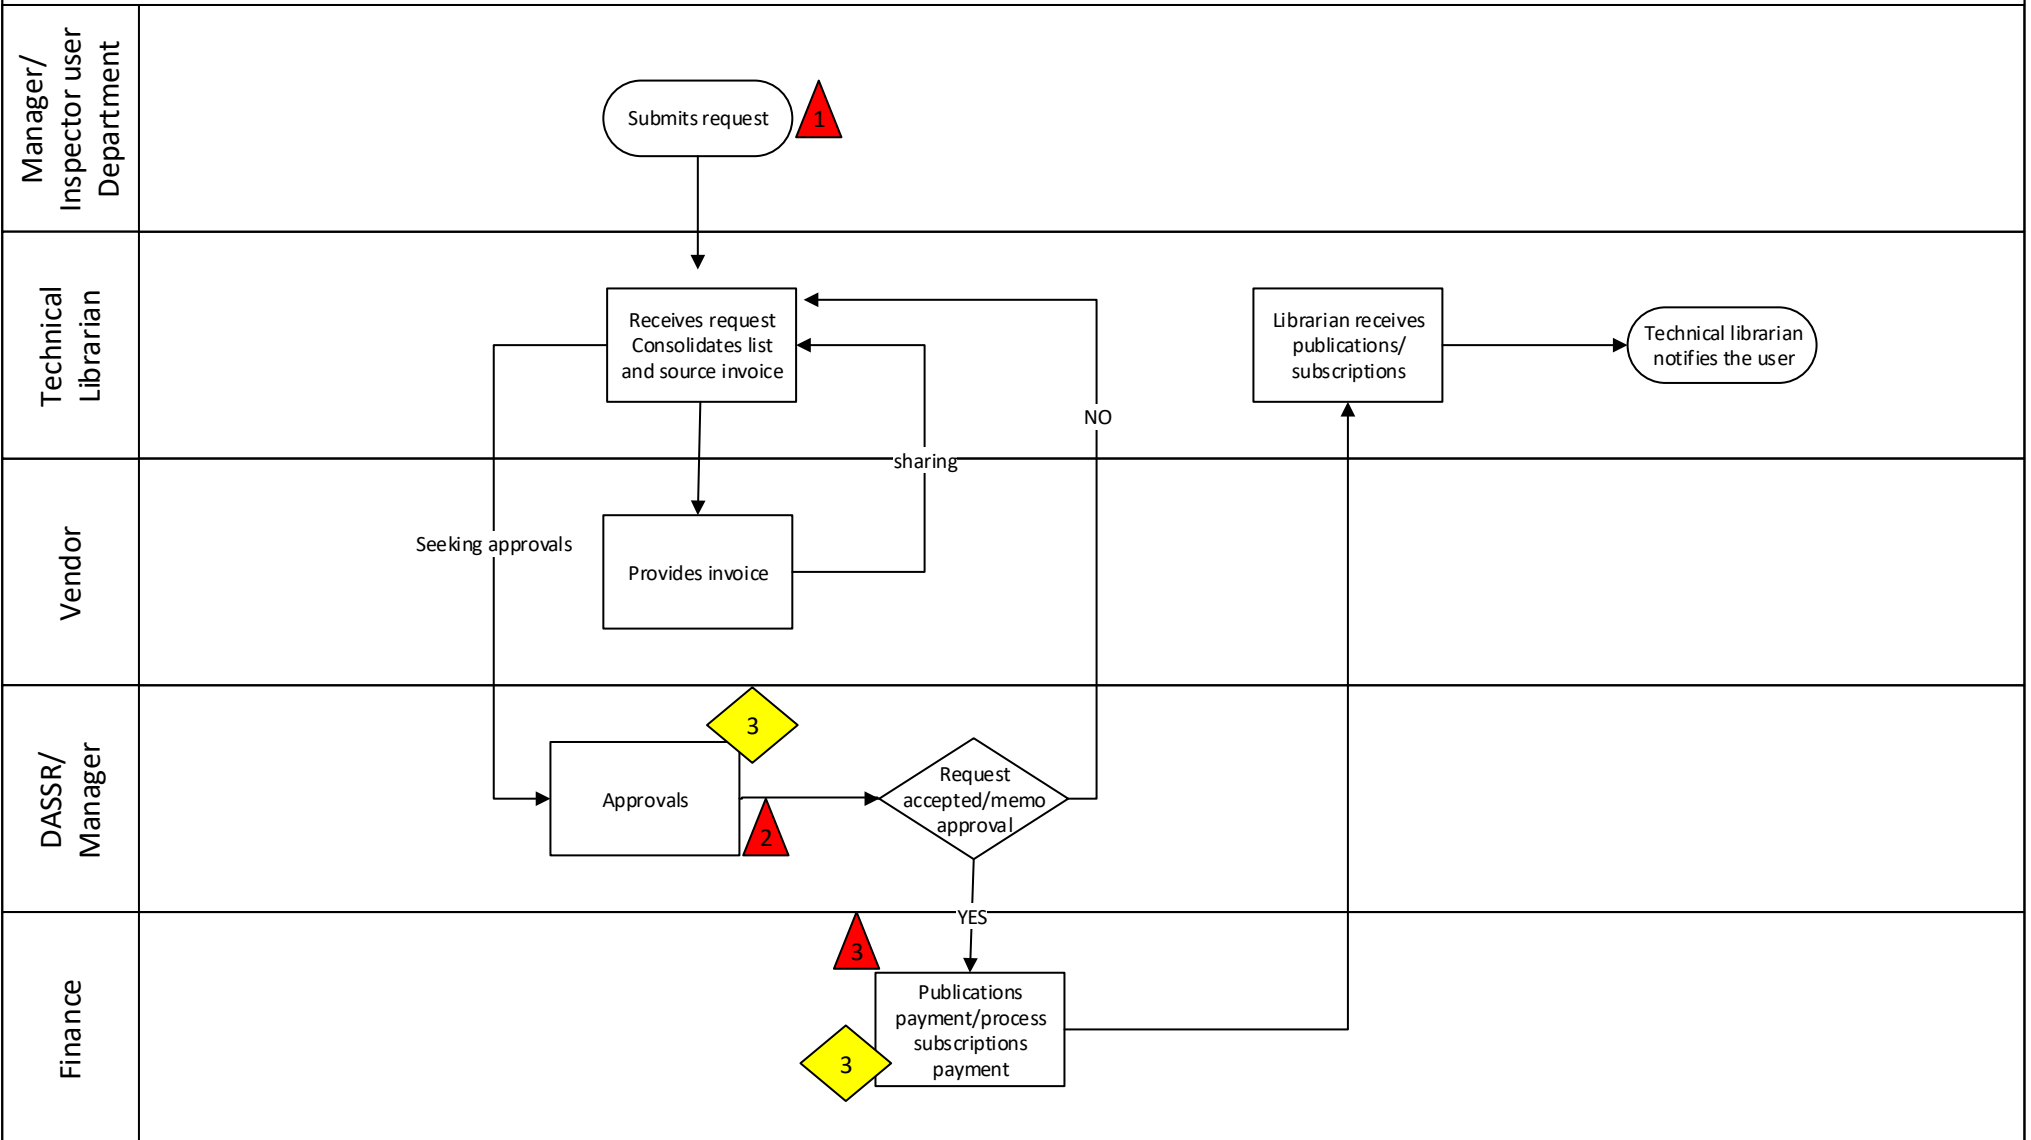 Manager/
Inspector user
Department
Submits request
1
Technical
Librarian
Receives request
Consolidates list
and source invoice
Librarian receives
publications/
subscriptions
Technical librarian
notifies the user
NO
sharing
Vendor
Seeking approvals
Provides invoice
DASSR/
Manager
3
Approvals
2
Request
accepted/memo
approval
YES
Finance
3
Publications
payment/process
subscriptions
payment
3